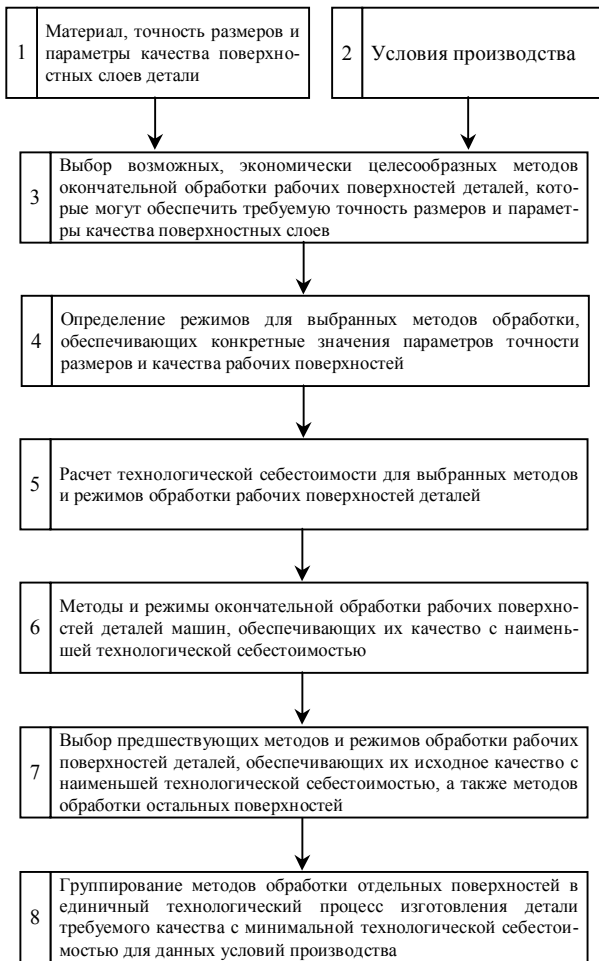 1
Материал, точность размеров и
параметры качества поверхно-
стных слоев детали
2
Условия производства
3
Выбор возможных, экономически целесообразных методов
окончательной обработки рабочих поверхностей деталей, кото-
рые могут обеспечить требуемую точность размеров и парамет-
ры качества поверхностных слоев
4
Определение режимов для выбранных методов обработки,
обеспечивающих конкретные значения параметров точности
размеров и качества рабочих поверхностей
5
Расчет технологической себестоимости для выбранных методов
и режимов обработки рабочих поверхностей деталей
6
Методы и режимы окончательной обработки рабочих поверхно-
стей деталей машин, обеспечивающих их качество с наимень-
шей технологической себестоимостью
7
Выбор предшествующих методов и режимов обработки рабочих
поверхностей деталей, обеспечивающих их исходное качество с
наименьшей технологической себестоимостью, а также методов
обработки остальных поверхностей
8
Группирование методов обработки отдельных поверхностей в
единичный технологический процесс изготовления детали
требуемого качества с минимальной технологической себестои-
мостью для данных условий производства